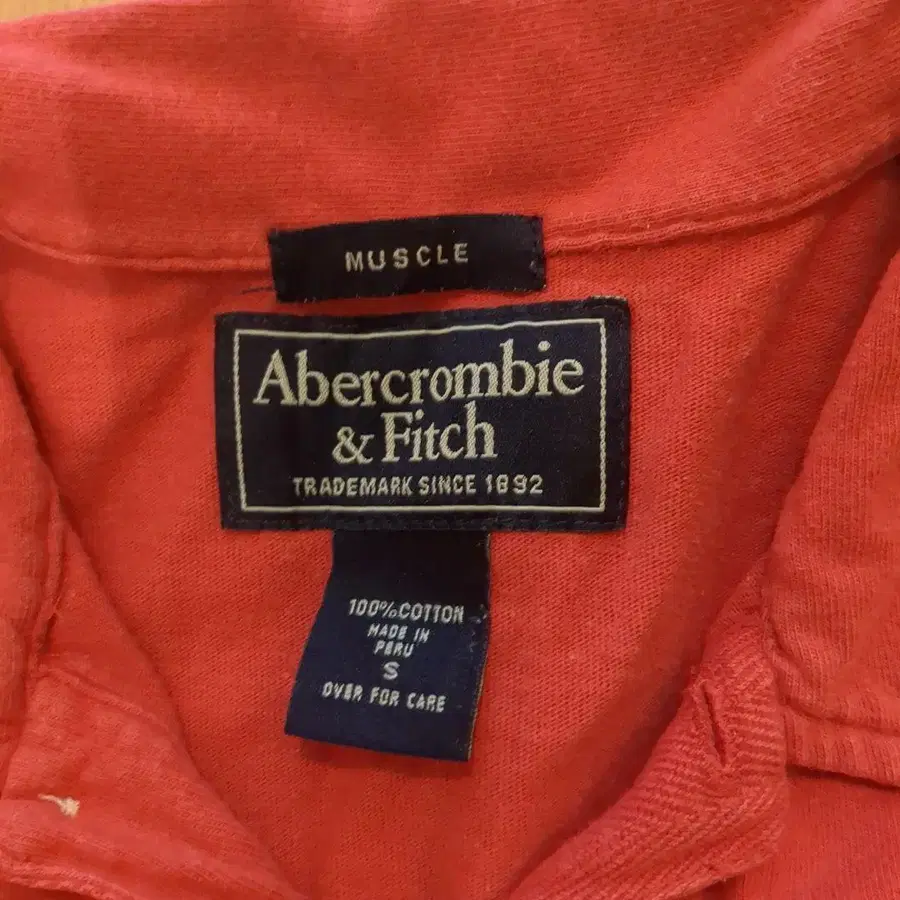 MUSCLE
Abercrombie
& Fitch
TRADEMARK SINCE 1892
100% COTTON
MADE IN
PERU
S
OVER FOR CARE